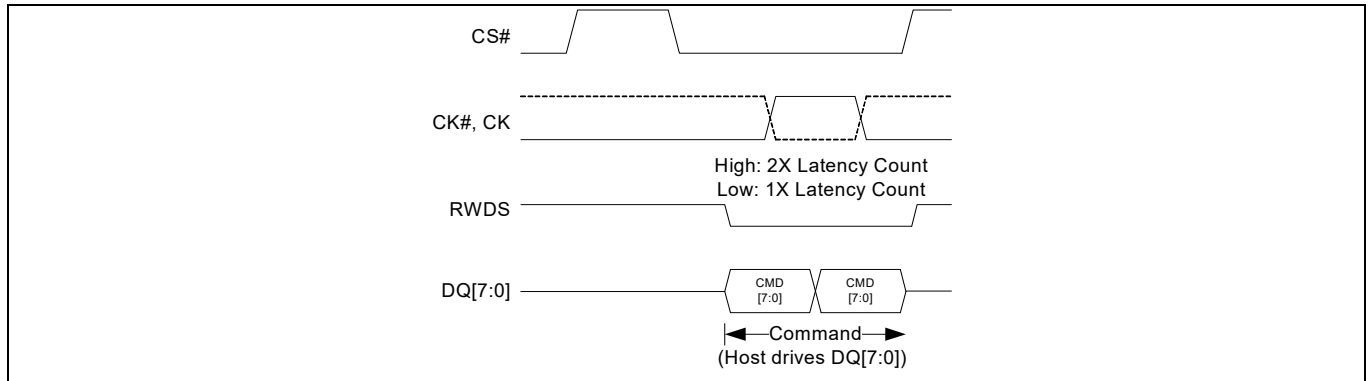 CS#
CK#, CK
High: 2X Latency Count
Low: 1X Latency Count
RWDS
DQ[7:0]
CMD
[7:0]
CMD
[7:0]
Command
(Host drives DQ[7:0])